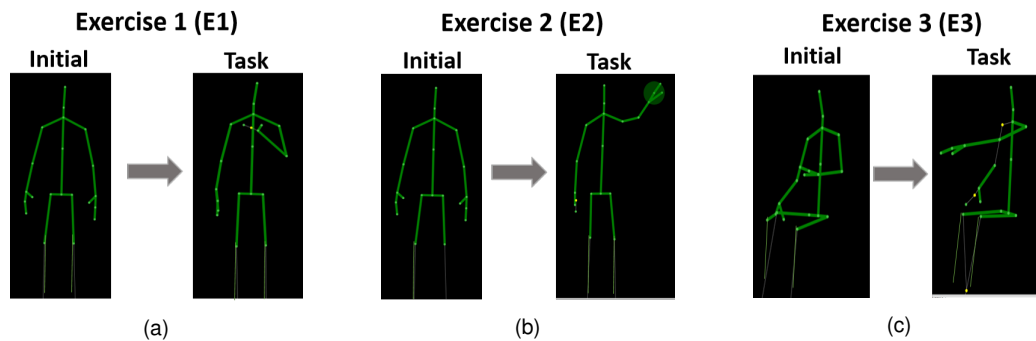 Exercise 1 (E1)
Initial
Task
(a)
Exercise 2 (E2)
Initial
Task
(b)
Exercise 3 (E3)
Initial
Task
(c)